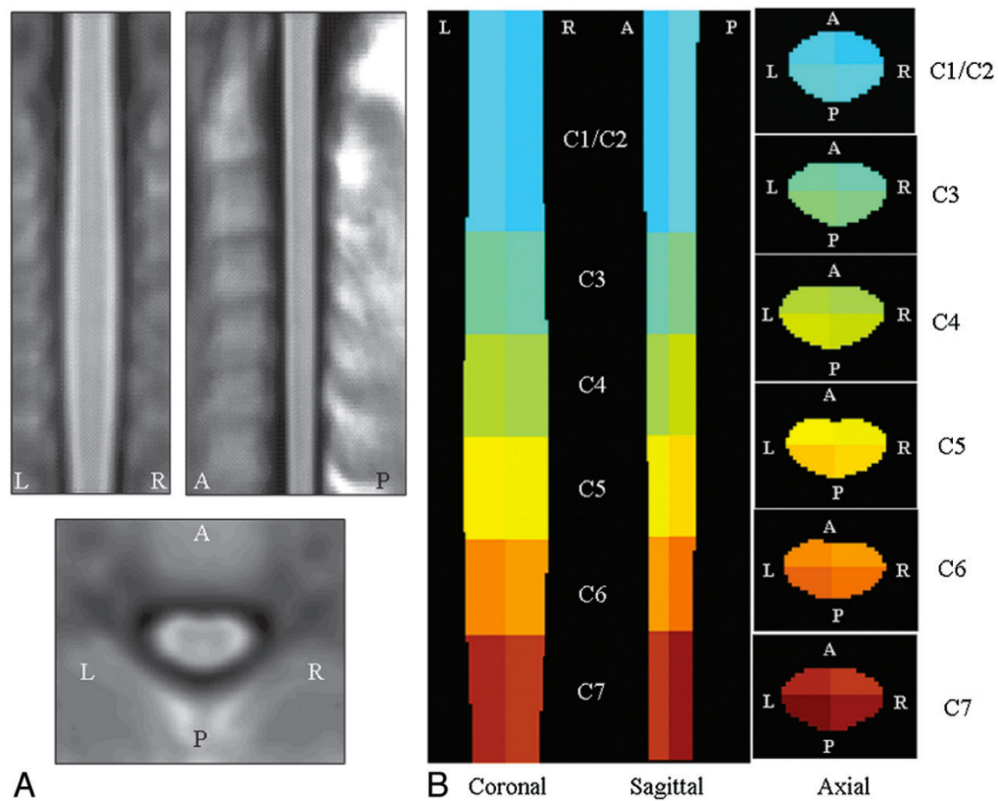 L R
A P
A
L R
P
A
L R A P
C1/C2
C3
C4
C5
C6
C7
A
L R C1/C2
P
A
L R C3
P
A
L R C4
P
A
L R C5
P
A
L R C6
P
A
L R C7
P
B Coronal Sagittal Axial